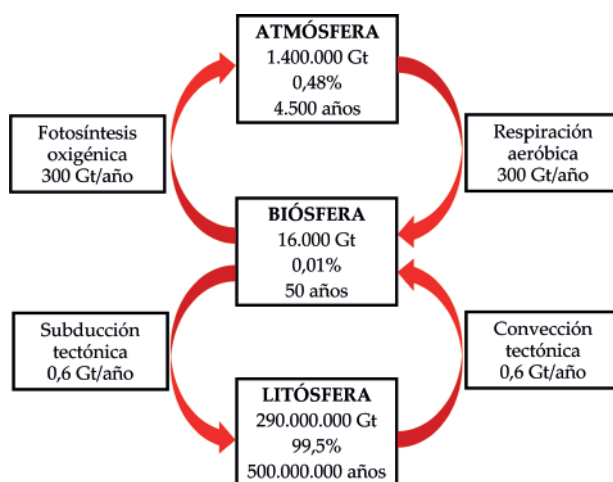 ATMÓSFERA
1.400.000 Gt
0,48%
4.500 años
Fotosíntesis
oxigénica
300 Gt/año
Respiración
aeróbica
300 Gt/año
BIÓSFERA
16.000 Gt
0,01%
50 años
Subducción
tectónica
0,6 Gt/año
Convección
tectónica
0,6 Gt/año
LITÓSFERA
290.000.000 Gt
99,5%
500.000.000 años